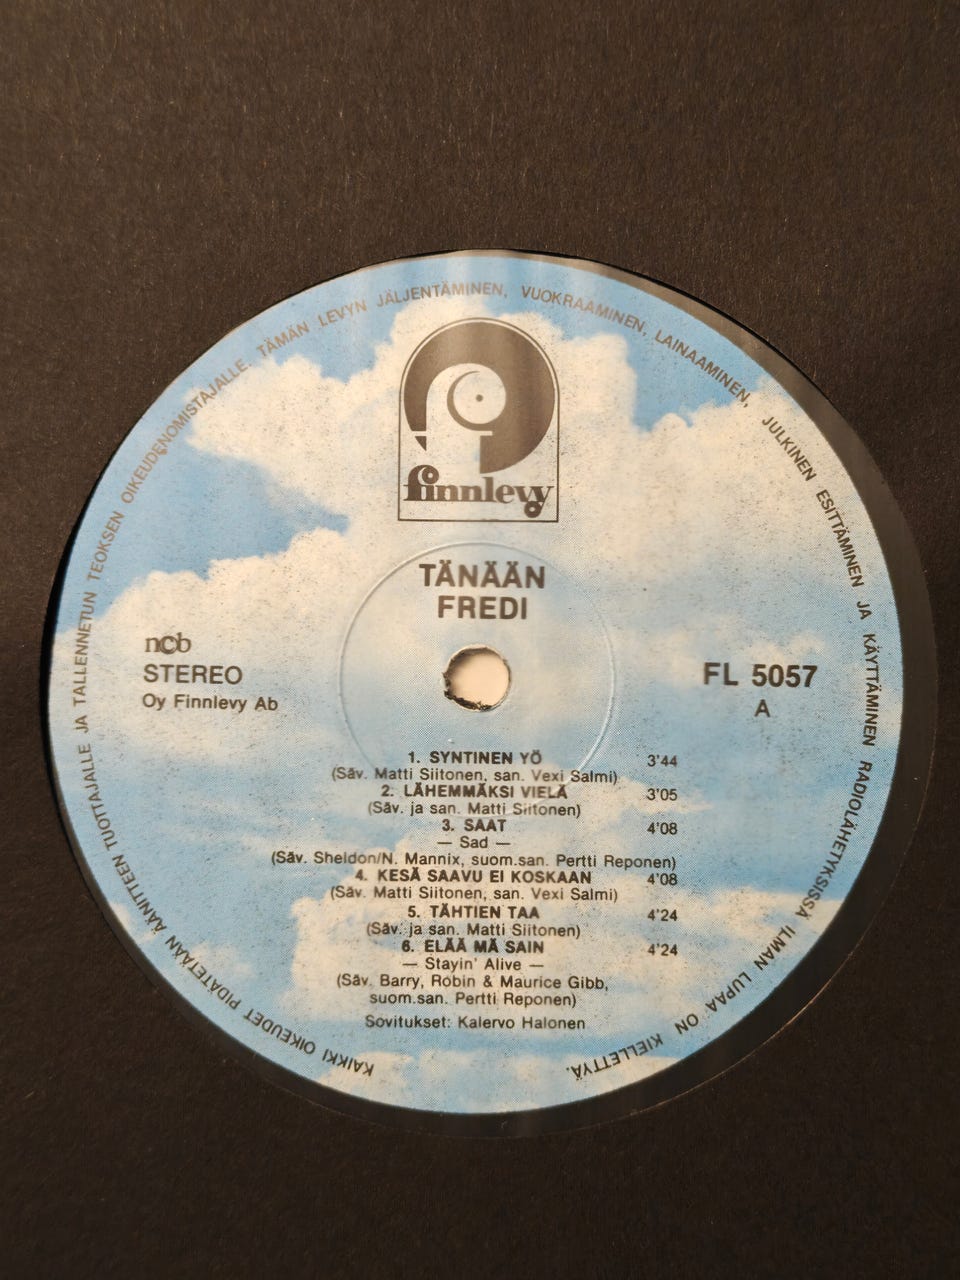 KAIKKI OIKEUDET PIDÄTETÄÄN ÄÄNITTEEN TUOTTAJALLE JA TALLENNETUN TEOKSEN OIKEUDENOMISTAJALLE TÄMÄN LEVYN JÄLJENTÄMINEN, VUOKRAAMINEN, LAINAAMINEN, JULKINEN ESITTÄMINEN JA KÄYTTÄMINEN RADIOLÄHETYKSISSÄ ILMAN LUPAA ON KIELLETTYÄ.
finnlevy
TÄNÄÄN
FREDI
ncb
STEREO
Oy Finnlevy Ab
FL 5057
A
1. SYNTINEN YÖ 3'44
(Säv. Matti Siitonen, san. Vexi Salmi)
2. LÄHEMMÄKSI VIELÄ 3'05
(Säv. ja san. Matti Siitonen)
3. SAAT 4'08
— Sad —
(Säv. Sheldon/N. Mannix, suom.san. Pertti Reponen)
4. KESÄ SAAVU EI KOSKAAN 4'08
(Säv. Matti Siitonen, san. Vexi Salmi)
5. TÄHTIEN TAA 4'24
(Säv. ja san. Matti Siitonen)
6. ELÄÄ MÄ SAIN 4'24
— Stayin' Alive —
(Säv. Barry, Robin & Maurice Gibb,
suom.san. Pertti Reponen)
Sovitukset: Kalervo Halonen